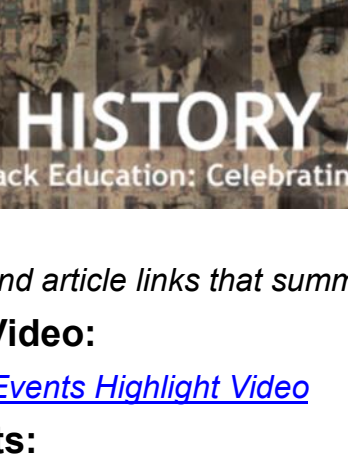 HISTORY
ack Education: Celebratin
nd article links that summ
Video:
Events Highlight Video
ts: